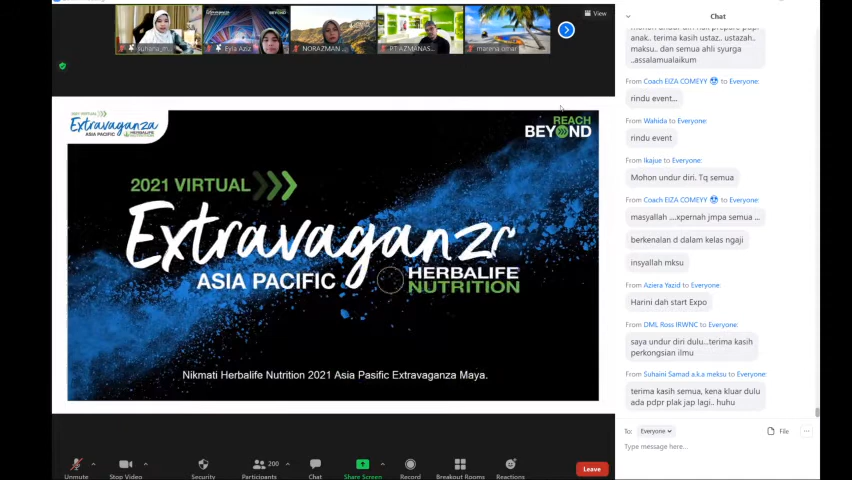 View
Eyla Aziz
NORAZMAN
PT AZMANAS...
marena omar
2021 VIRTUAL
Extravaganza
ASIA PACIFIC
HERBALIFE
NUTRITION
REACH
BEYOND
2021 VIRTUAL
Extravaganza
ASIA PACIFIC
HERBALIFE
NUTRITION
Nikmati Herbalife Nutrition 2021 Asia Pasific Extravaganza Maya.
Unmute
Stop Video
Security
200
Participants
Chat
Share Screen
Record
Breakout Rooms
Reactions
Leave
Chat
anak.. terima kasih ustaz.. ustazah..
maksu.. dan semua ahli syurga
..assalamualaikum
From Coach EIZA COMEYY to Everyone:
rindu event...
From Wahida to Everyone:
rindu event
From Ikajue to Everyone:
Mohon undur diri. Tq semua
From Coach EIZA COMEYY to Everyone:
masyallah ....xpernah jmpa semua ...
berkenalan d dalam kelas ngaji
insyallah mksu
From Aziera Yazid to Everyone:
Harini dah start Expo
From DML Ross IRWNC to Everyone:
saya undur diri dulu...terima kasih
perkongsian ilmu
From Suhaini Samad a.k.a meksu to Everyone:
terima kasih semua, kena kluar dulu
ada pdpr plak jap lagi.. huhu
To: Everyone
File
Type message here...